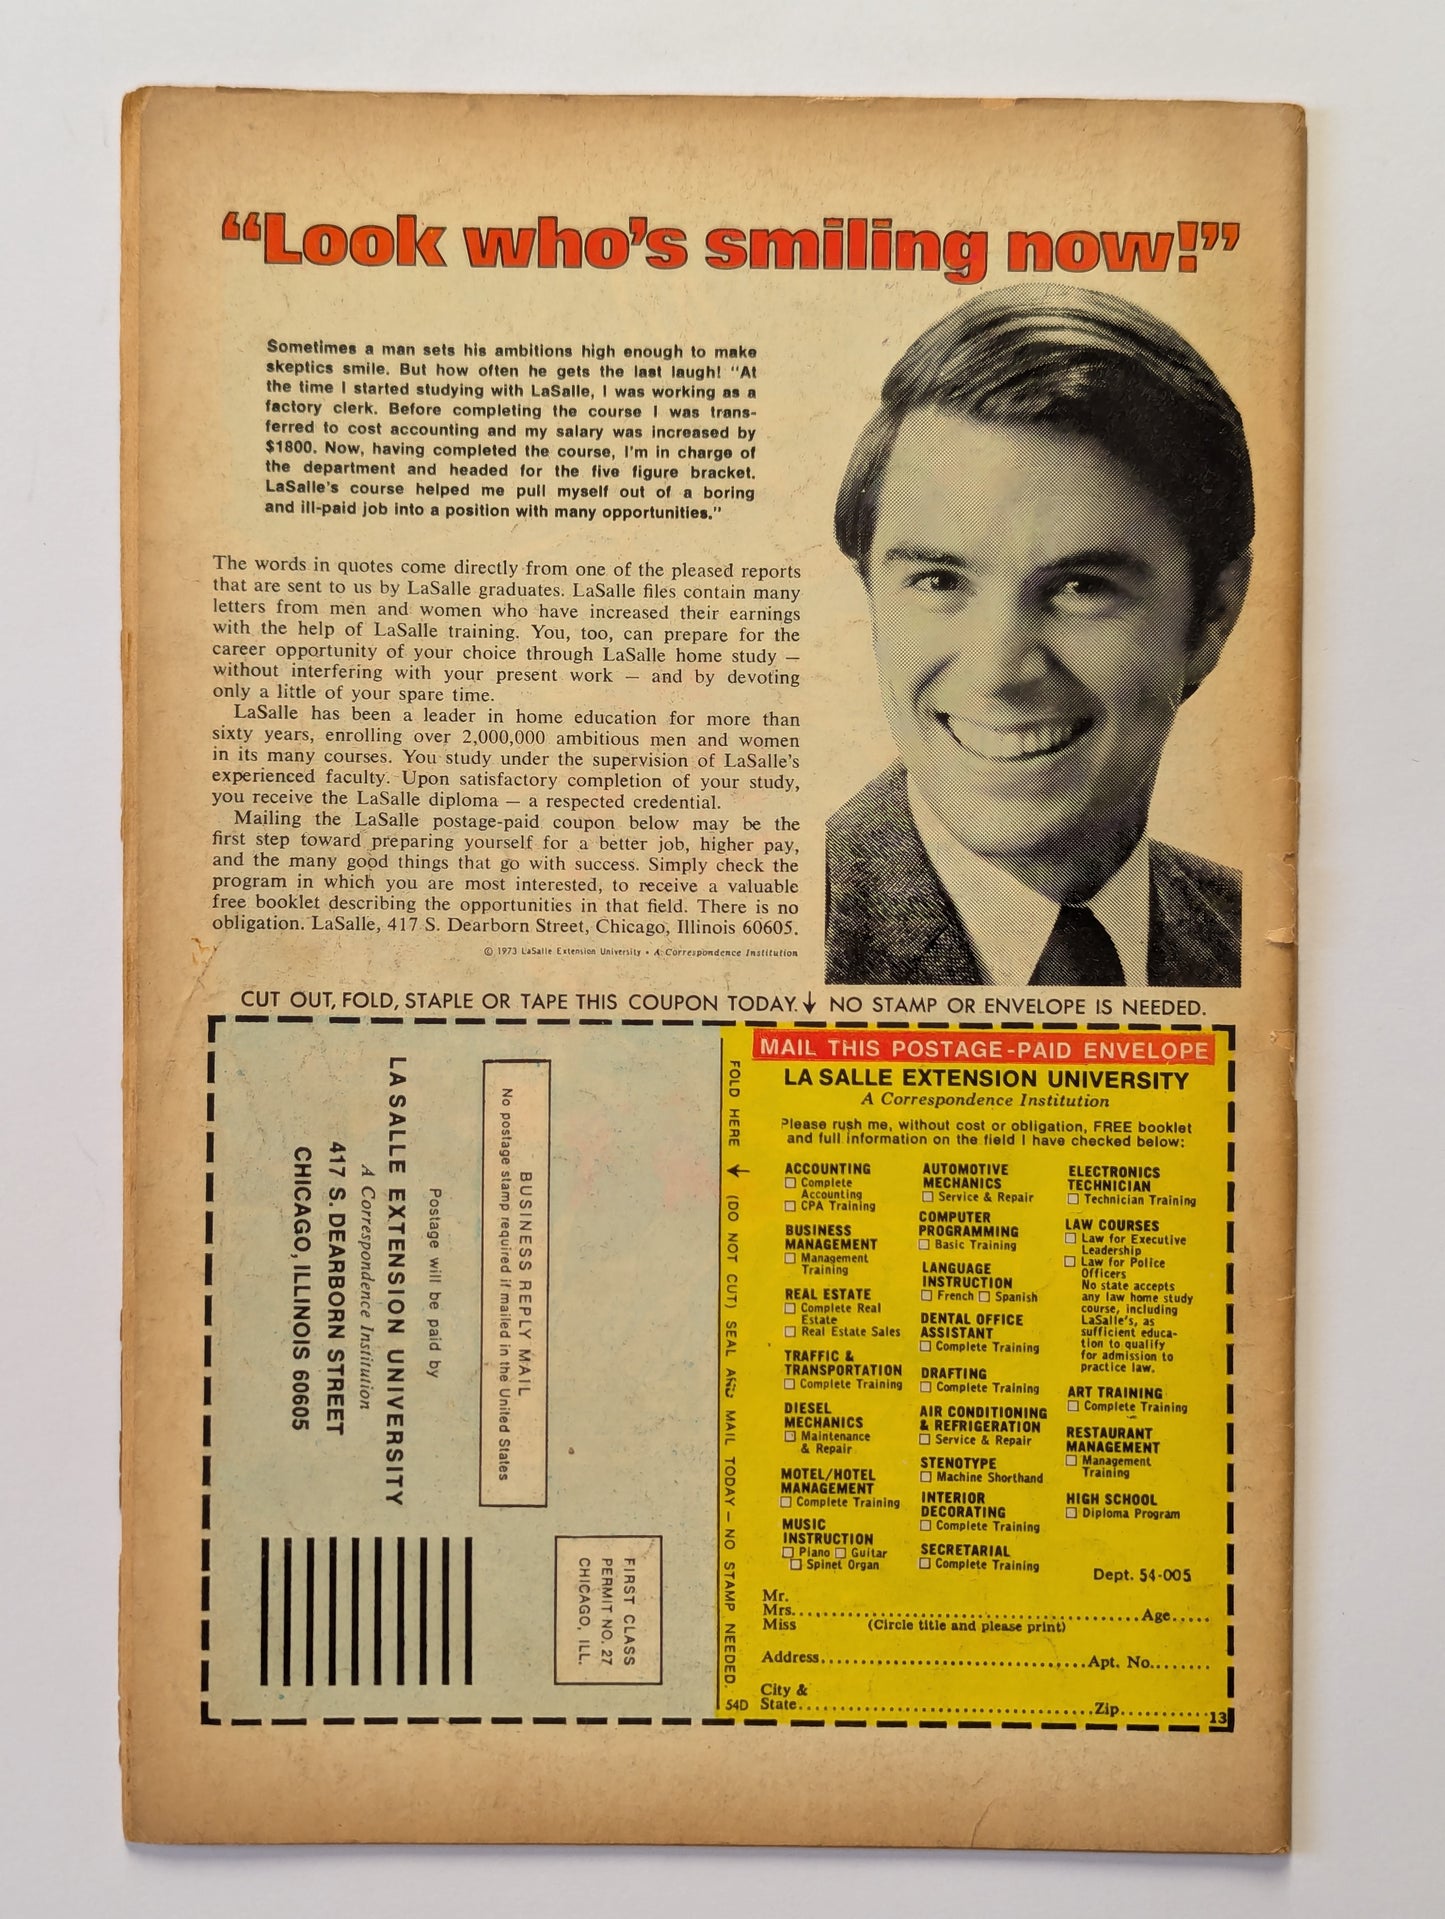 “Look who’s smiling now!”
Sometimes a man sets his ambitions high enough to make
skeptics smile. But how often he gets the last laugh! “At
the time I started studying with LaSalle, I was working as a
factory clerk. Before completing the course I was trans-
ferred to cost accounting and my salary was increased by
$1800. Now, having completed the course, I’m in charge of
the department and headed for the five figure bracket.
LaSalle’s course helped me pull myself out of a boring
and ill-paid job into a position with many opportunities.”
The words in quotes come directly from one of the pleased reports
that are sent to us by LaSalle graduates. LaSalle files contain many
letters from men and women who have increased their earnings
with the help of LaSalle training. You, too, can prepare for the
career opportunity of your choice through LaSalle home study —
without interfering with your present work — and by devoting
only a little of your spare time.
LaSalle has been a leader in home education for more than
sixty years, enrolling over 2,000,000 ambitious men and women
in its many courses. You study under the supervision of LaSalle’s
experienced faculty. Upon satisfactory completion of your study,
you receive the LaSalle diploma — a respected credential.
Mailing the LaSalle postage-paid coupon below may be the
first step toward preparing yourself for a better job, higher pay,
and the many good things that go with success. Simply check the
program in which you are most interested, to receive a valuable
free booklet describing the opportunities in that field. There is no
obligation. LaSalle, 417 S. Dearborn Street, Chicago, Illinois 60605.
© 1973 LaSalle Extension University • A Correspondence Institution
CUT OUT, FOLD, STAPLE OR TAPE THIS COUPON TODAY.↓ NO STAMP OR ENVELOPE IS NEEDED.
FIRST CLASS
PERMIT NO. 27
CHICAGO, ILL.
BUSINESS REPLY MAIL
No postage stamp required if mailed in the United States
Postage will be paid by
LASALLE EXTENSION UNIVERSITY
A Correspondence Institution
417 S. DEARBORN STREET
CHICAGO, ILLINOIS 60605
FOLD HERE ↓ (DO NOT CUT) SEAL AND MAIL TODAY — NO STAMP NEEDED.
54D
MAIL THIS POSTAGE-PAID ENVELOPE
LA SALLE EXTENSION UNIVERSITY
A Correspondence Institution
Please rush me, without cost or obligation, FREE booklet
and full information on the field I have checked below:
ACCOUNTING
☐ Complete
Accounting
☐ CPA Training
BUSINESS
MANAGEMENT
☐ Management
Training
REAL ESTATE
☐ Complete Real
Estate
☐ Real Estate Sales
TRAFFIC &
TRANSPORTATION
☐ Complete Training
DIESEL
MECHANICS
☐ Maintenance
& Repair
MOTEL/HOTEL
MANAGEMENT
☐ Complete Training
MUSIC
INSTRUCTION
☐ Piano ☐ Guitar
☐ Spinet Organ
AUTOMOTIVE
MECHANICS
☐ Service & Repair
COMPUTER
PROGRAMMING
☐ Basic Training
LANGUAGE
INSTRUCTION
☐ French ☐ Spanish
DENTAL OFFICE
ASSISTANT
☐ Complete Training
DRAFTING
☐ Complete Training
AIR CONDITIONING
& REFRIGERATION
☐ Service & Repair
STENOTYPE
☐ Machine Shorthand
INTERIOR
DECORATING
☐ Complete Training
SECRETARIAL
☐ Complete Training
ELECTRONICS
TECHNICIAN
☐ Technician Training
LAW COURSES
☐ Law for Executive
Leadership
☐ Law for Police
Officers
No state accepts
any law home study
course, including
LaSalle’s, as
sufficient educa-
tion to qualify
for admission to
practice law.
ART TRAINING
☐ Complete Training
RESTAURANT
MANAGEMENT
☐ Management
Training
HIGH SCHOOL
☐ Diploma Program
Dept. 54-005
Mr.
Mrs. Age
Miss (Circle title and please print)
Address Apt. No.
City &
State Zip
13